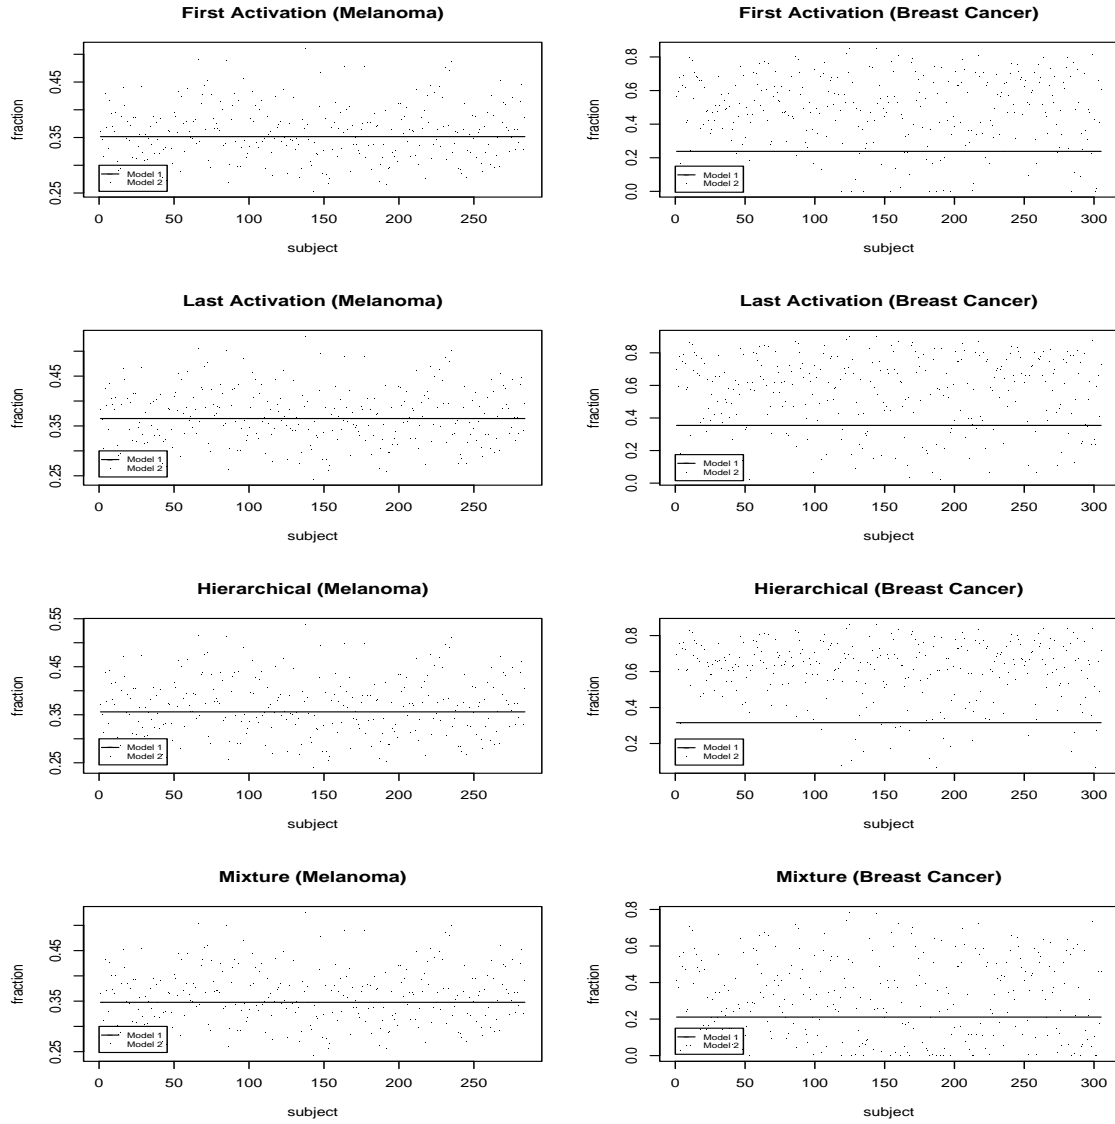 First Activation (Melanoma)
fraction
0.25 0.35 0.45
Model 1
Model 2
0 50 100 150 200 250
subject
First Activation (Breast Cancer)
fraction
0.0 0.2 0.4 0.6 0.8
Model 1
Model 2
0 50 100 150 200 250 300
subject
Last Activation (Melanoma)
fraction
0.25 0.35 0.45
Model 1
Model 2
0 50 100 150 200 250
subject
Last Activation (Breast Cancer)
fraction
0.0 0.2 0.4 0.6 0.8
Model 1
Model 2
0 50 100 150 200 250 300
subject
Hierarchical (Melanoma)
fraction
0.25 0.35 0.45 0.55
Model 1
Model 2
0 50 100 150 200 250
subject
Hierarchical (Breast Cancer)
fraction
0.2 0.4 0.6 0.8
Model 1
Model 2
0 50 100 150 200 250 300
subject
Mixture (Melanoma)
fraction
0.25 0.35 0.45
Model 1
Model 2
0 50 100 150 200 250
subject
Mixture (Breast Cancer)
fraction
0.0 0.2 0.4 0.6 0.8
Model 1
Model 2
0 50 100 150 200 250 300
subject